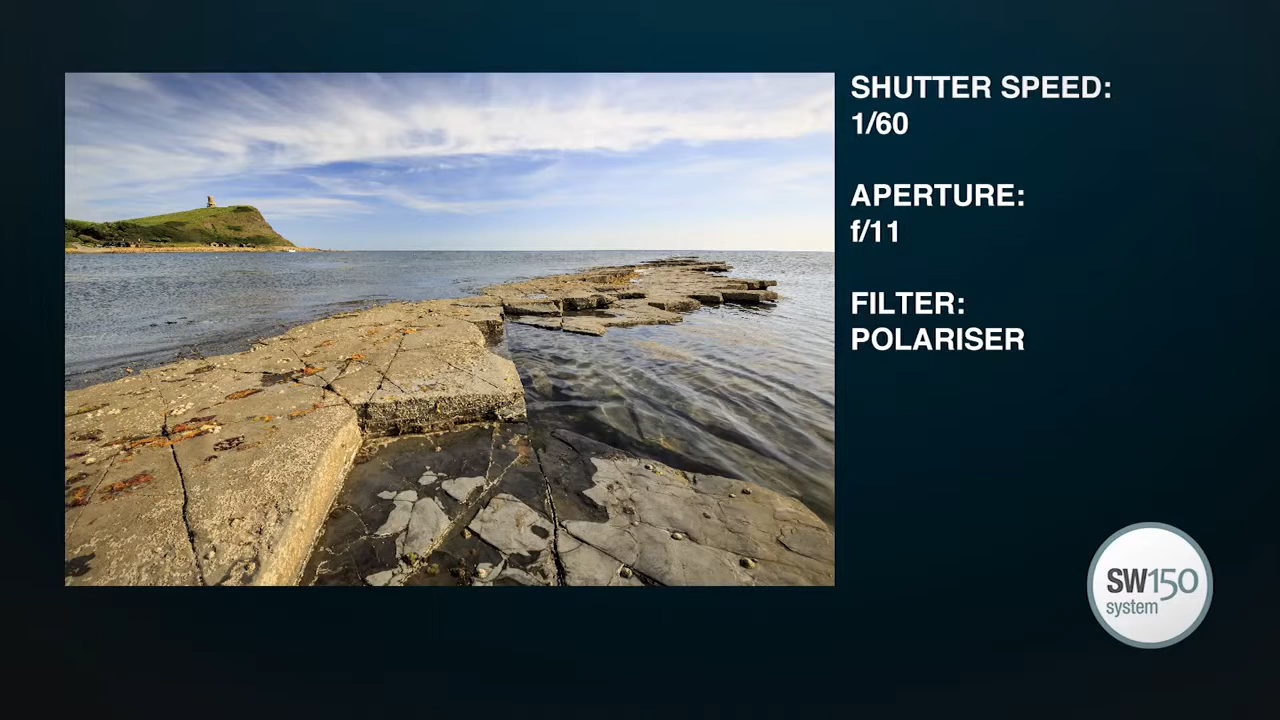 SHUTTER SPEED:
1/60
APERTURE:
f/11
FILTER:
POLARISER
SW150
system